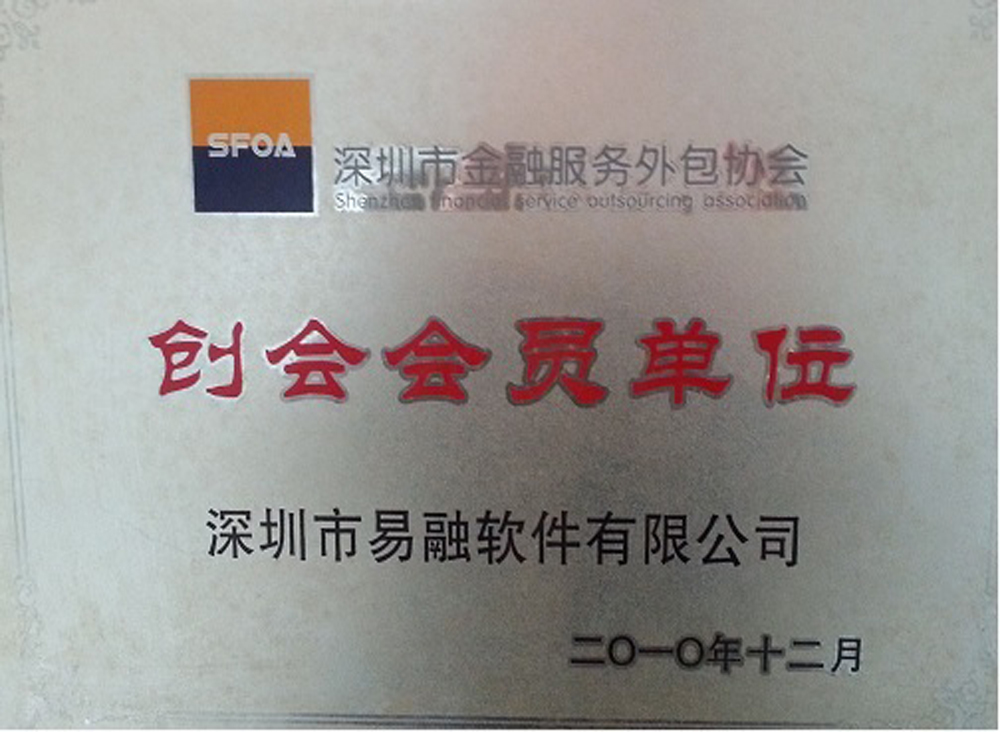 SFOA
深圳市金融服务外包协会
Shenzhen financial service outsourcing association
创会会员单位
深圳市易融软件有限公司
二〇一〇年十二月